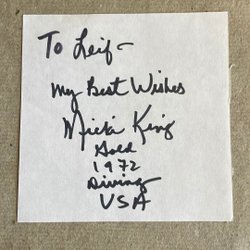 To Leif -
My Best Wishes
Micki King
Gold
1972
Diving
USA